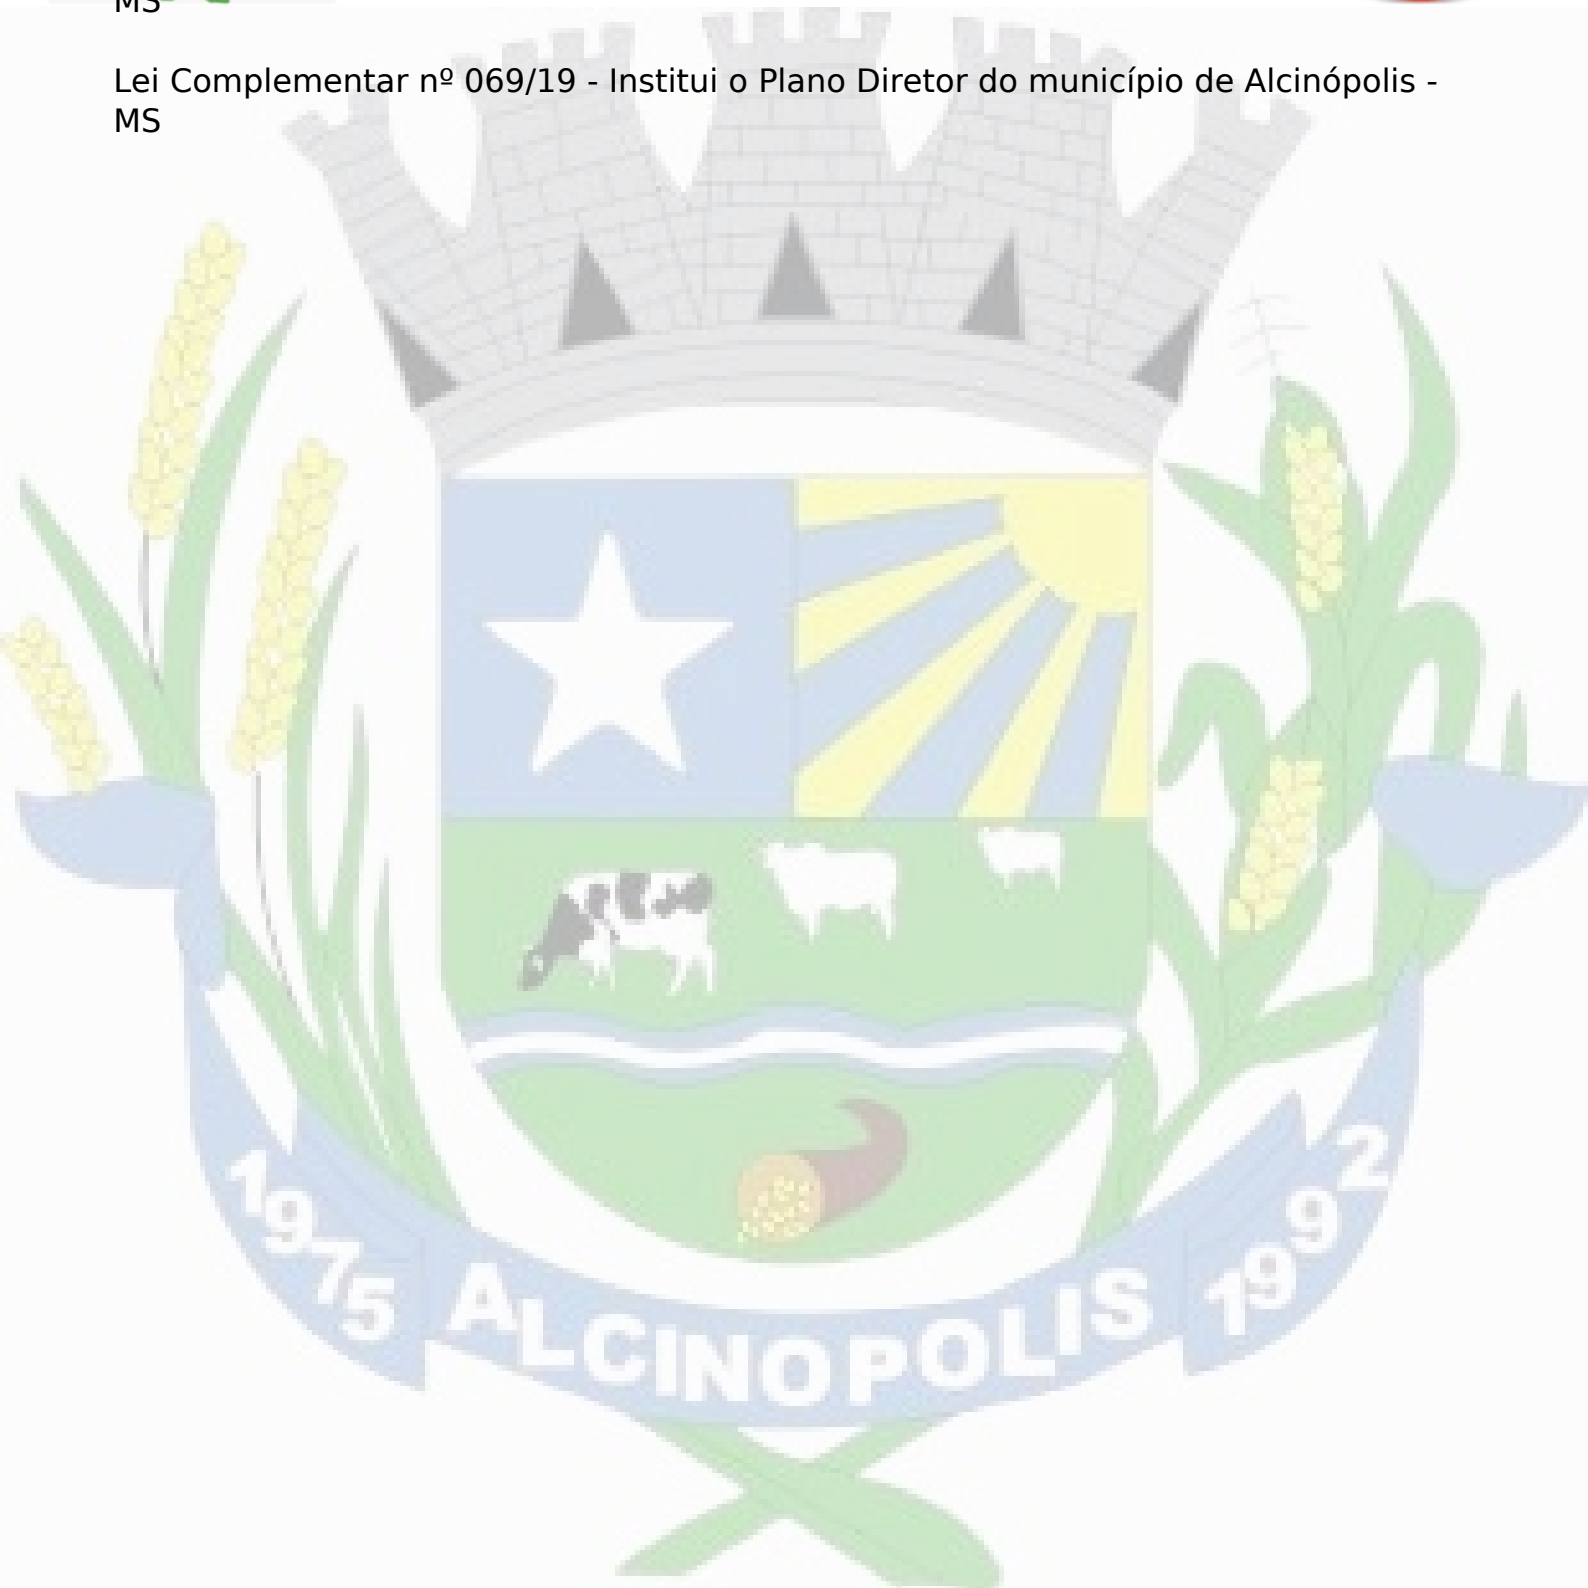 MS
Lei Complementar nº 069/19 - Institui o Plano Diretor do município de Alcinópolis -
MS
1975 ALCINOPOLIS 1992